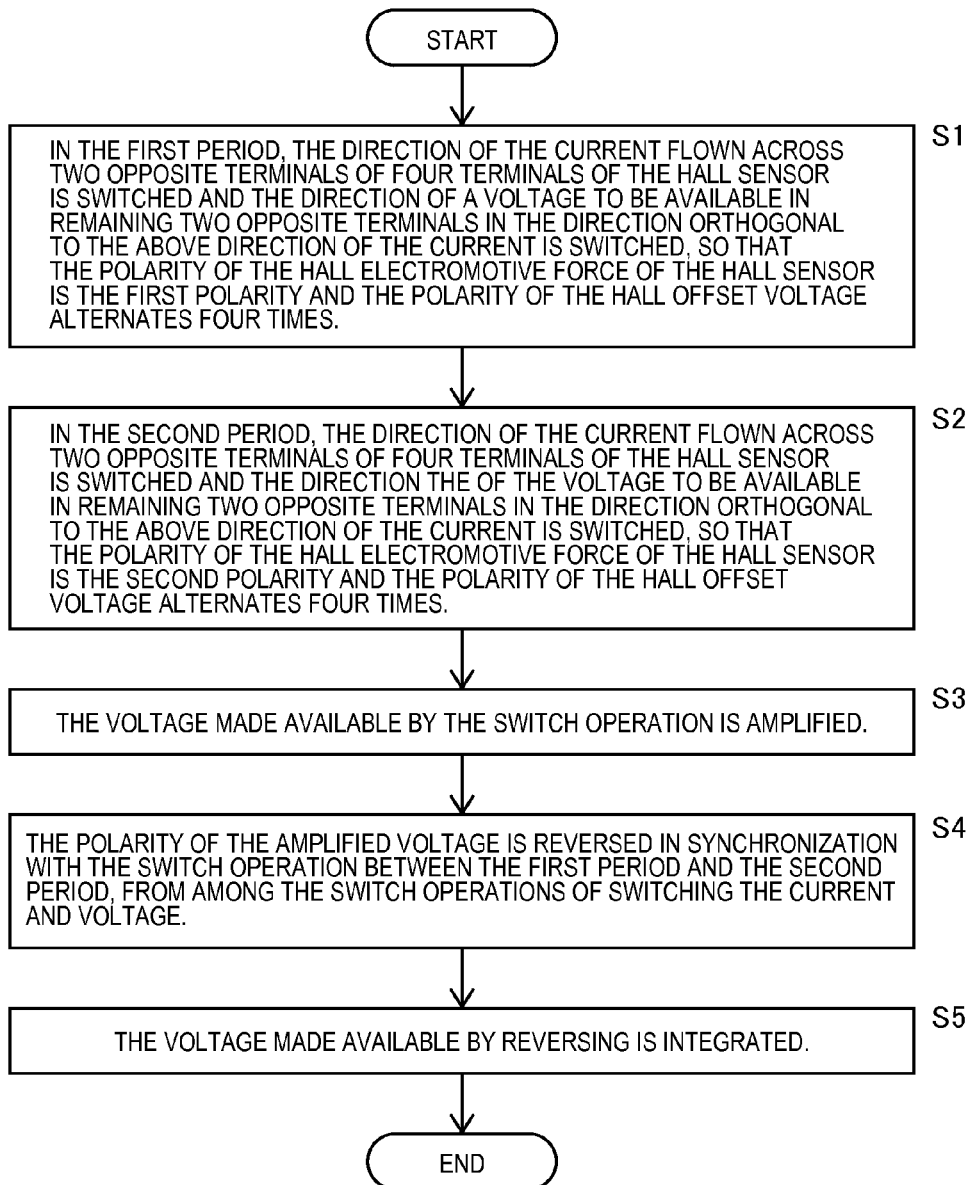 START
S1
IN THE FIRST PERIOD, THE DIRECTION OF THE CURRENT FLOWN ACROSS
TWO OPPOSITE TERMINALS OF FOUR TERMINALS OF THE HALL SENSOR
IS SWITCHED AND THE DIRECTION OF A VOLTAGE TO BE AVAILABLE IN
REMAINING TWO OPPOSITE TERMINALS IN THE DIRECTION ORTHOGONAL
TO THE ABOVE DIRECTION OF THE CURRENT IS SWITCHED, SO THAT
THE POLARITY OF THE HALL ELECTROMOTIVE FORCE OF THE HALL SENSOR
IS THE FIRST POLARITY AND THE POLARITY OF THE HALL OFFSET VOLTAGE
ALTERNATES FOUR TIMES.
S2
IN THE SECOND PERIOD, THE DIRECTION OF THE CURRENT FLOWN ACROSS
TWO OPPOSITE TERMINALS OF FOUR TERMINALS OF THE HALL SENSOR
IS SWITCHED AND THE DIRECTION THE OF THE VOLTAGE TO BE AVAILABLE
IN REMAINING TWO OPPOSITE TERMINALS IN THE DIRECTION ORTHOGONAL
TO THE ABOVE DIRECTION OF THE CURRENT IS SWITCHED, SO THAT
THE POLARITY OF THE HALL ELECTROMOTIVE FORCE OF THE HALL SENSOR
IS THE SECOND POLARITY AND THE POLARITY OF THE HALL OFFSET
VOLTAGE ALTERNATES FOUR TIMES.
S3
THE VOLTAGE MADE AVAILABLE BY THE SWITCH OPERATION IS AMPLIFIED.
S4
THE POLARITY OF THE AMPLIFIED VOLTAGE IS REVERSED IN SYNCHRONIZATION
WITH THE SWITCH OPERATION BETWEEN THE FIRST PERIOD AND THE SECOND
PERIOD, FROM AMONG THE SWITCH OPERATIONS OF SWITCHING THE CURRENT
AND VOLTAGE.
S5
THE VOLTAGE MADE AVAILABLE BY REVERSING IS INTEGRATED.
END